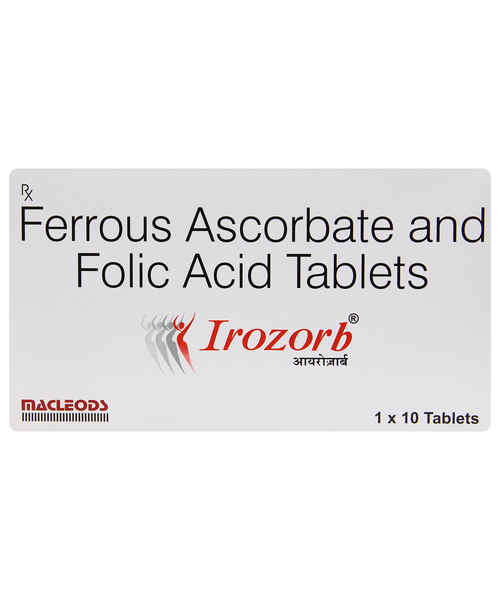 Rx
Ferrous Ascorbate and
Folic Acid Tablets
Irozorb®
आयरोज़ार्ब
MACLEODS
1 x 10 Tablets